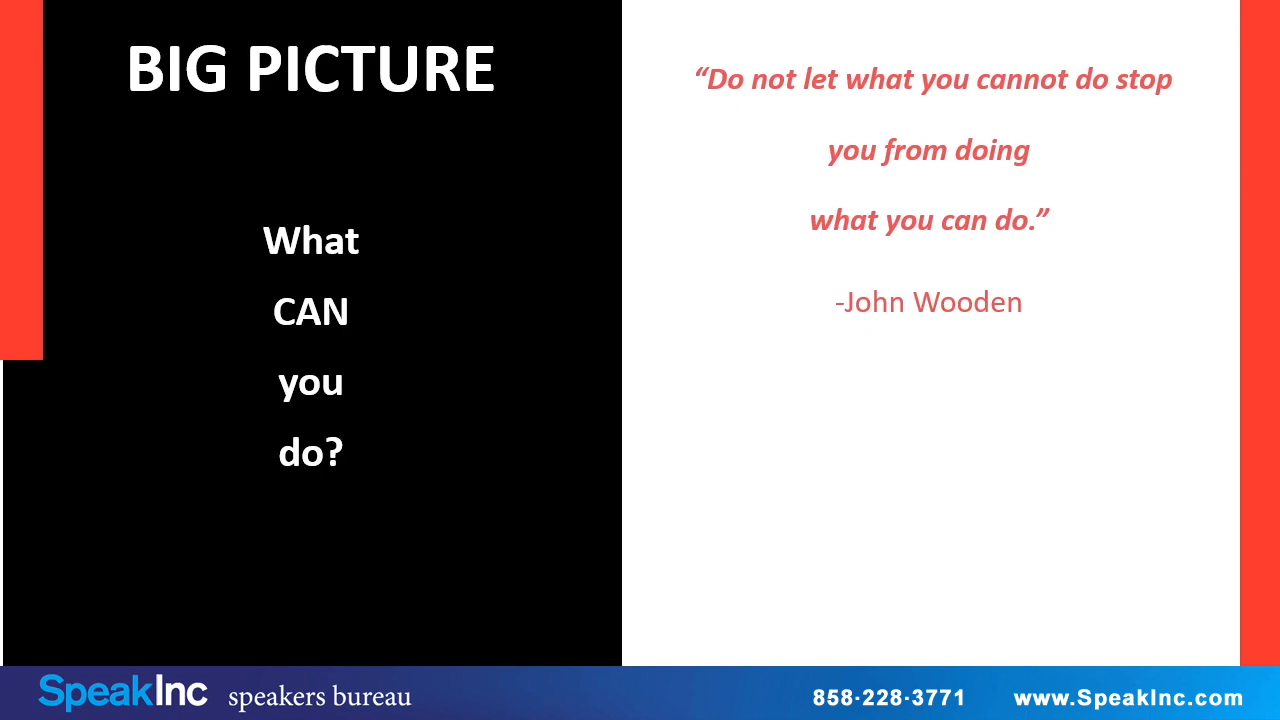 BIG PICTURE
What
CAN
you
do?
“Do not let what you cannot do stop
you from doing
what you can do.”
-John Wooden
SpeakInc speakers bureau
858·228·3771
www.SpeakInc.com